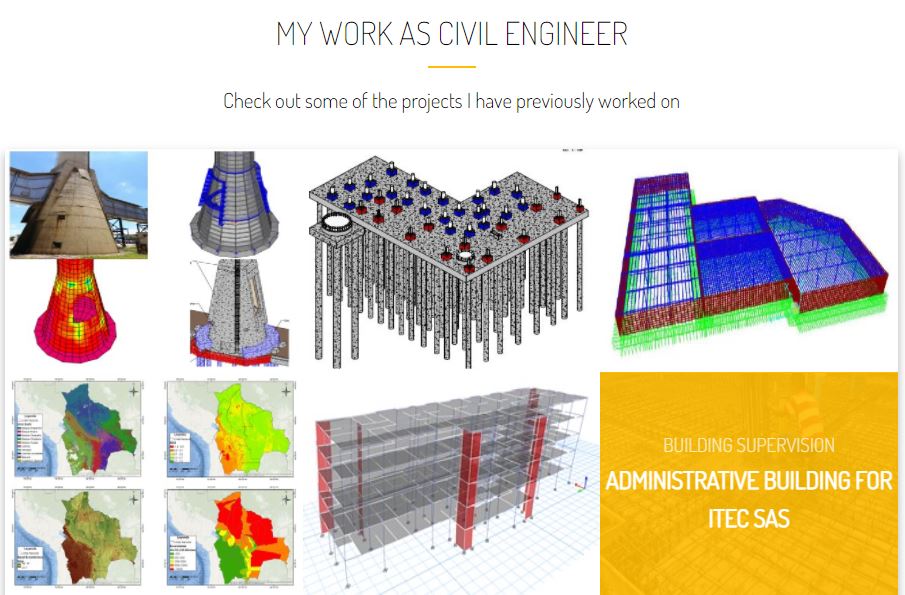 MY WORK AS CIVIL ENGINEER
Check out some of the projects I have previously worked on
BUILDING SUPERVISION
ADMINISTRATIVE BUILDING FOR
ITEC SAS